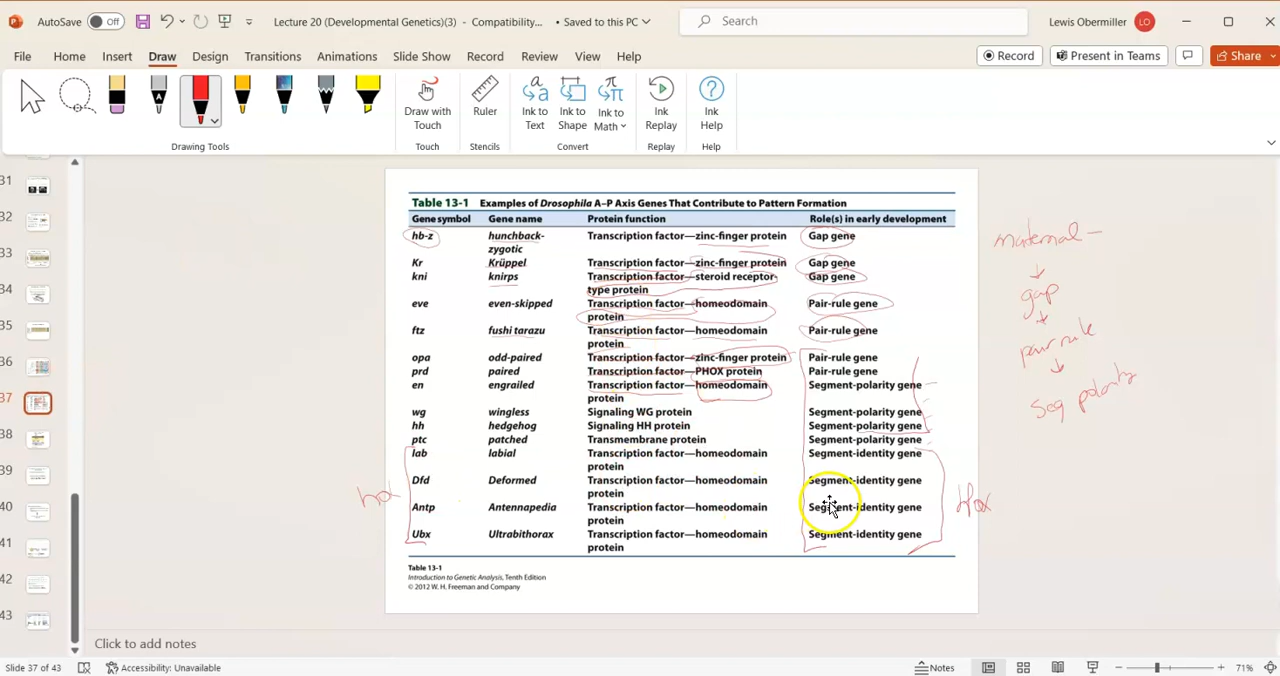 AutoSave Off Lecture 20 (Developmental Genetics)(3) - Compatibility... • Saved to this PC Search Lewis Obermiller LO
File Home Insert Draw Design Transitions Animations Slide Show Record Review View Help Record Present in Teams Share
Draw with Touch Ruler Ink to Text Ink to Shape Ink to Math Ink Replay Ink Help
Drawing Tools Touch Stencils Convert Replay Help
Table 13-1 Examples of Drosophila A–P Axis Genes That Contribute to Pattern Formation
Gene symbol Gene name Protein function Role(s) in early development
hb-z hunchback-zygotic Transcription factor—zinc-finger protein Gap gene
Kr Krüppel Transcription factor—zinc-finger protein Gap gene
kni knirps Transcription factor—steroid receptor-type protein Gap gene
eve even-skipped Transcription factor—homeodomain protein Pair-rule gene
ftz fushi tarazu Transcription factor—homeodomain protein Pair-rule gene
opa odd-paired Transcription factor—zinc-finger protein Pair-rule gene
prd paired Transcription factor—PHOX protein Pair-rule gene
en engrailed Transcription factor—homeodomain protein Segment-polarity gene
wg wingless Signaling WG protein Segment-polarity gene
hh hedgehog Signaling HH protein Segment-polarity gene
ptc patched Transmembrane protein Segment-polarity gene
lab labial Transcription factor—homeodomain protein Segment-identity gene
Dfd Deformed Transcription factor—homeodomain protein Segment-identity gene
Antp Antennapedia Transcription factor—homeodomain protein Segment-identity gene
Ubx Ultrabithorax Transcription factor—homeodomain protein Segment-identity gene
Table 13-1
Introduction to Genetic Analysis, Tenth Edition
© 2012 W. H. Freeman and Company
maternal –
gap
pair rule
seg polarity
Hox
31
32
33
34
35
36
37
38
39
40
41
42
43
Click to add notes
Slide 37 of 43 Accessibility: Unavailable Notes 71%